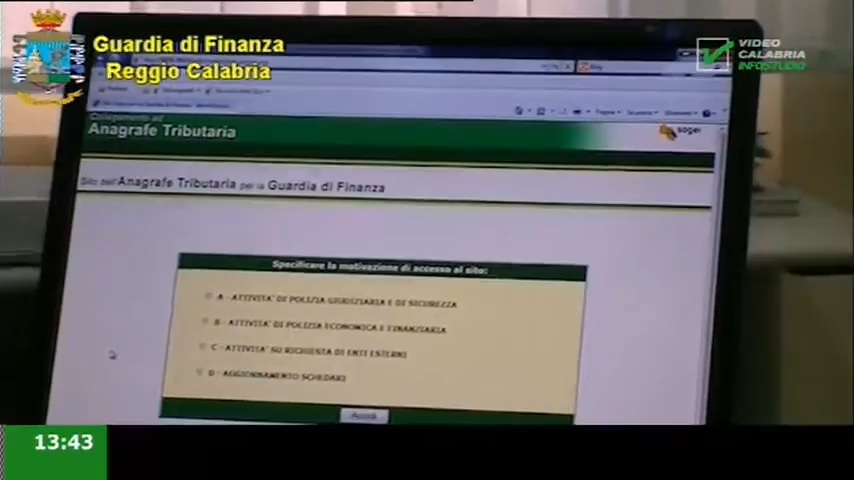 Guardia di Finanza
Reggio Calabria
VIDEO
CALABRIA
INFOSTUDIO
Collegamento ad
Anagrafe Tributaria
sogei
Sito dell'Anagrafe Tributaria per la Guardia di Finanza
Specificare la motivazione di accesso al sito:
A - ATTIVITA' DI POLIZIA GIUDIZIARIA E DI SICUREZZA
B - ATTIVITA' DI POLIZIA ECONOMICA E FINANZIARIA
C - ATTIVITA' SU RICHIESTA DI ENTI ESTERNI
D - AGGIORNAMENTO SCHEDARI
Accedi
13:43